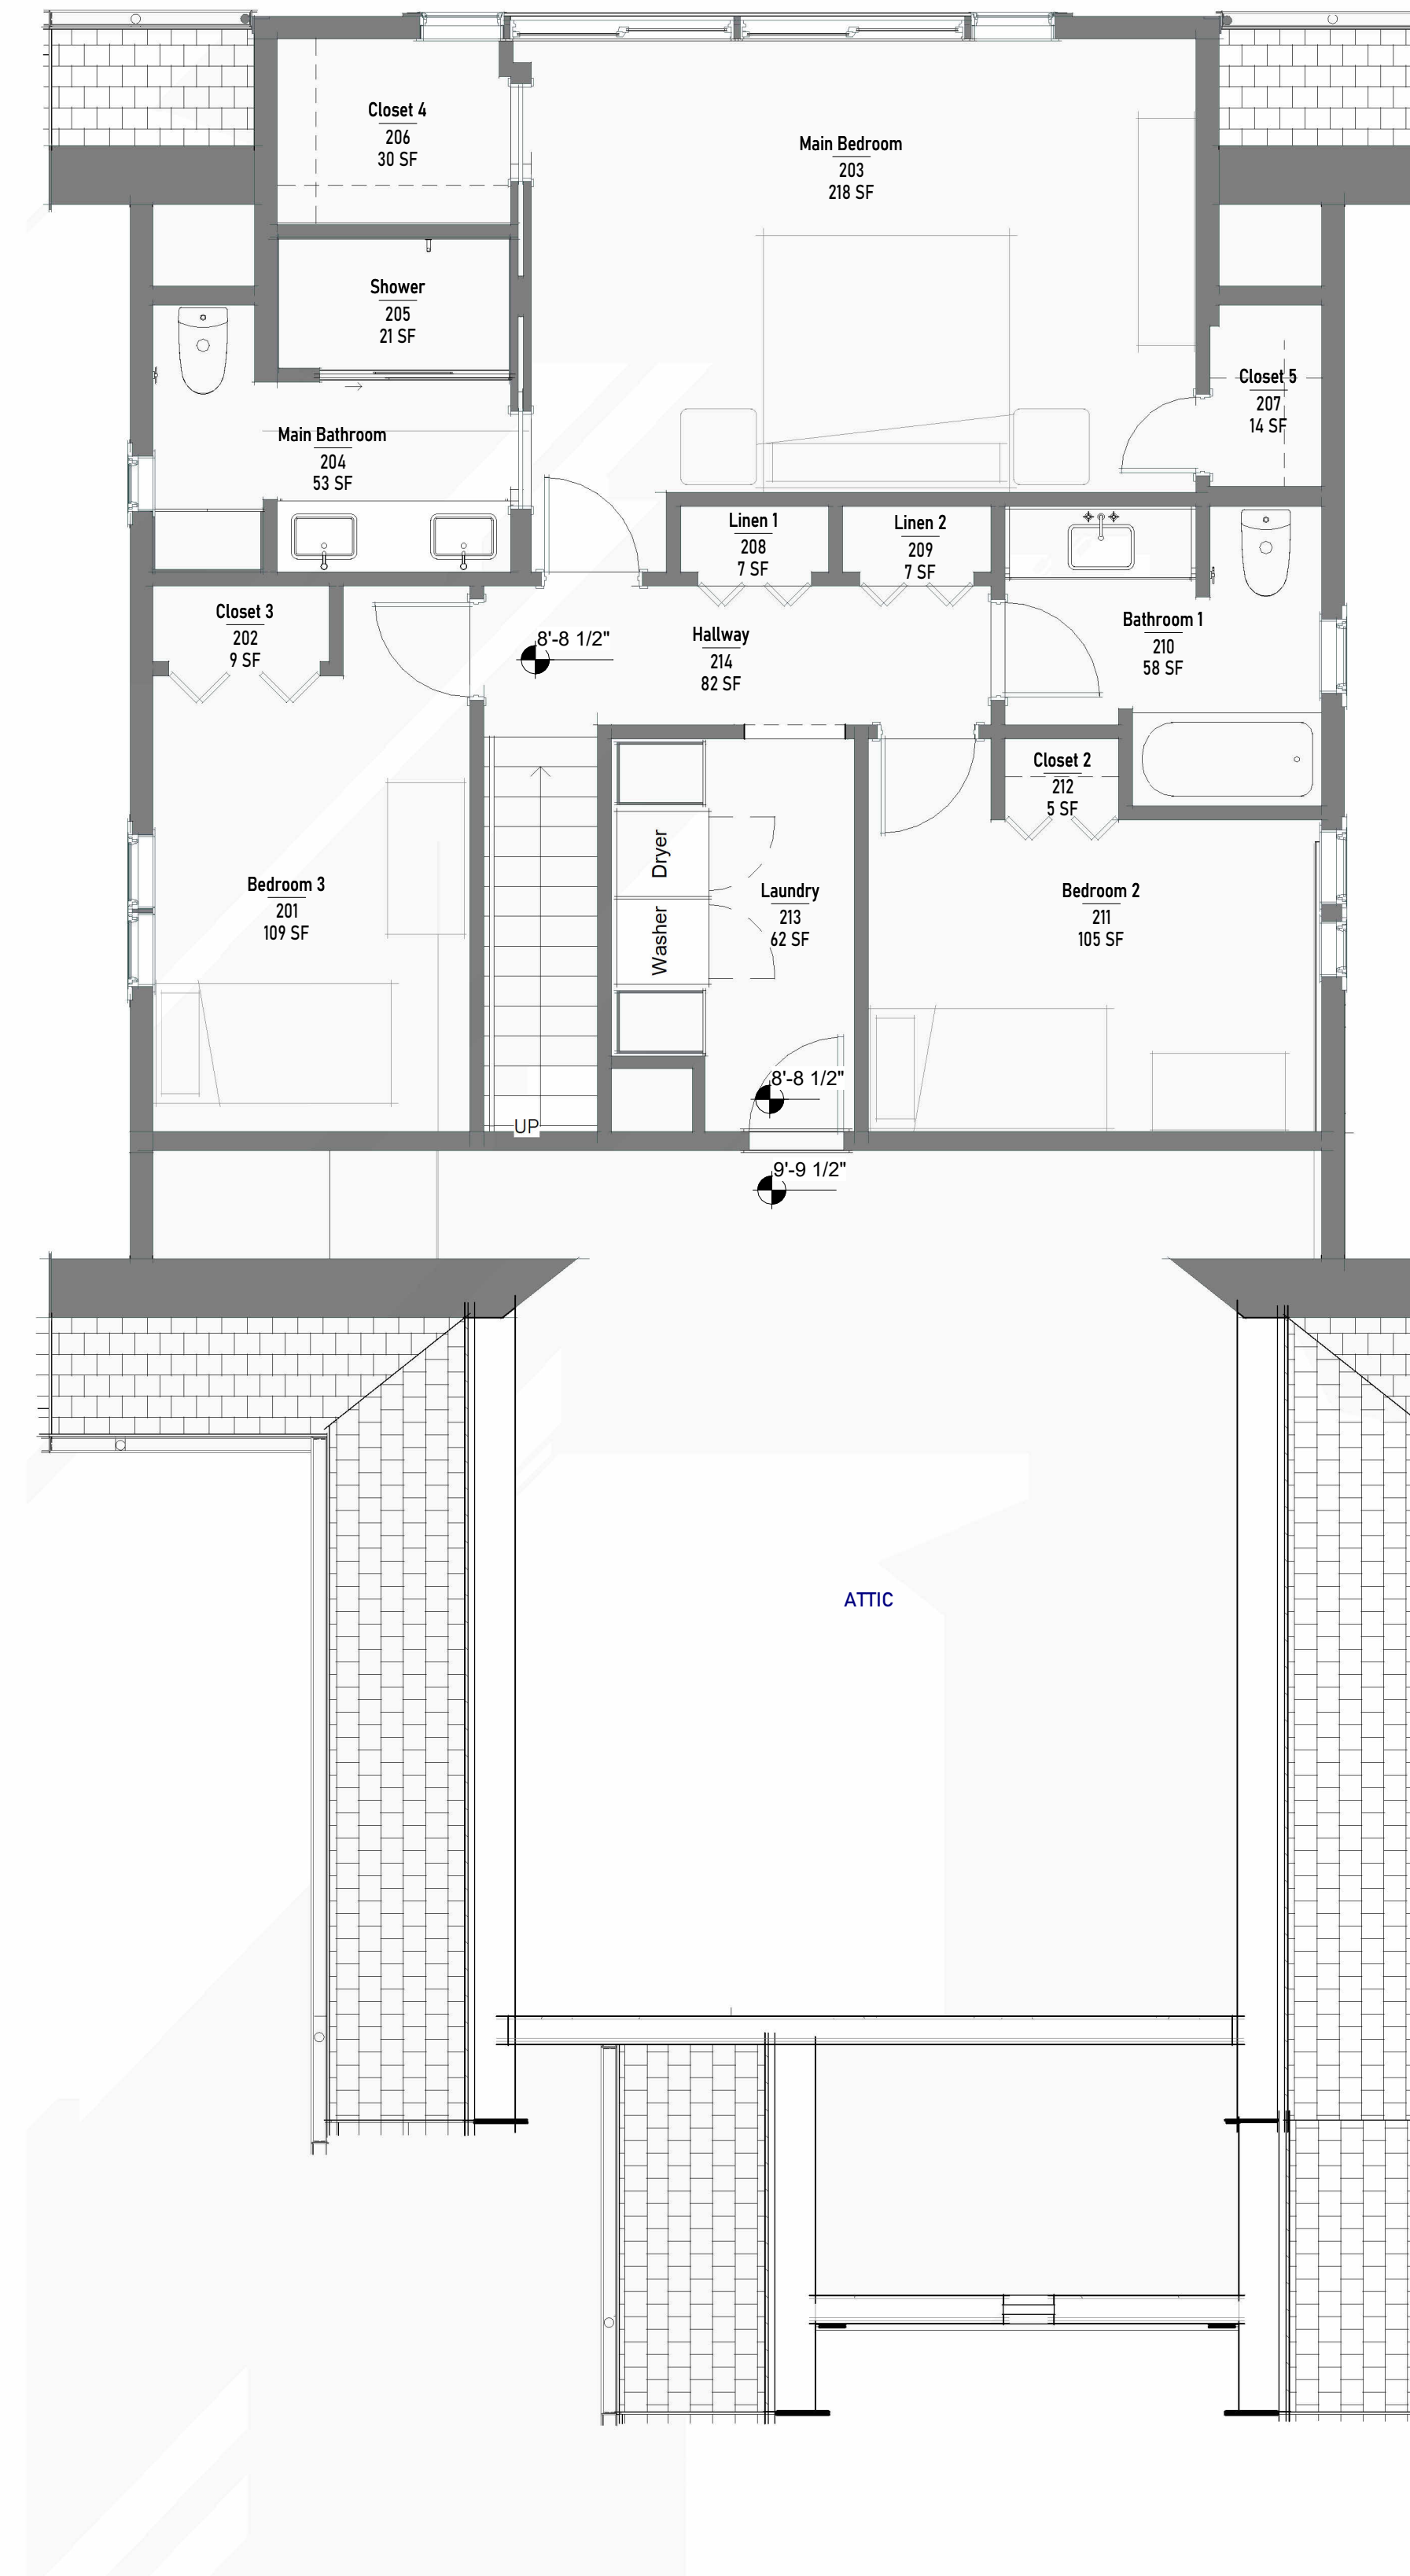 Closet 4
206
30 SF
Main Bedroom
203
218 SF
Shower
205
21 SF
Closet 5
207
14 SF
Main Bathroom
204
53 SF
Linen 1
208
7 SF
Linen 2
209
7 SF
Closet 3
202
9 SF
8'-8 1/2"
Hallway
214
82 SF
Bathroom 1
210
58 SF
Closet 2
212
5 SF
Dryer
Washer
Bedroom 3
201
109 SF
Laundry
213
62 SF
Bedroom 2
211
105 SF
8'-8 1/2"
UP
9'-9 1/2"
ATTIC